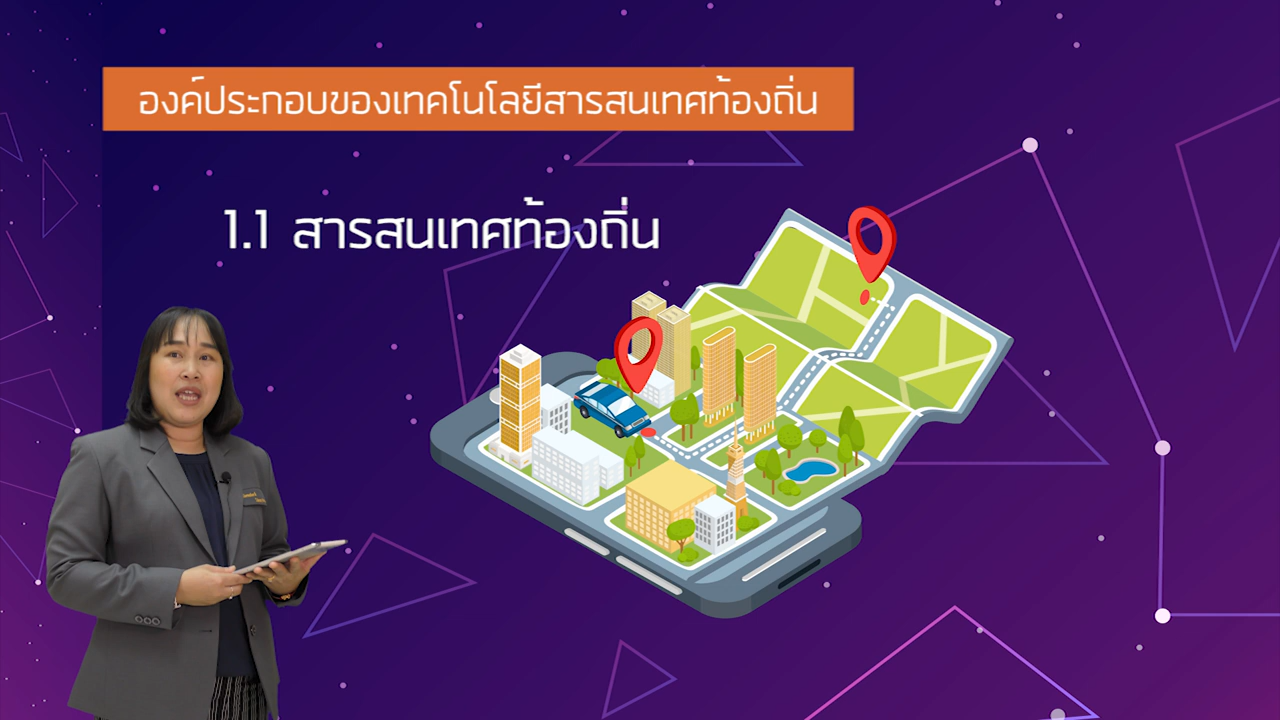 องค์ประกอบของเทคโนโลยีสารสนเทศท้องถิ่น
1.1 สารสนเทศท้องถิ่น